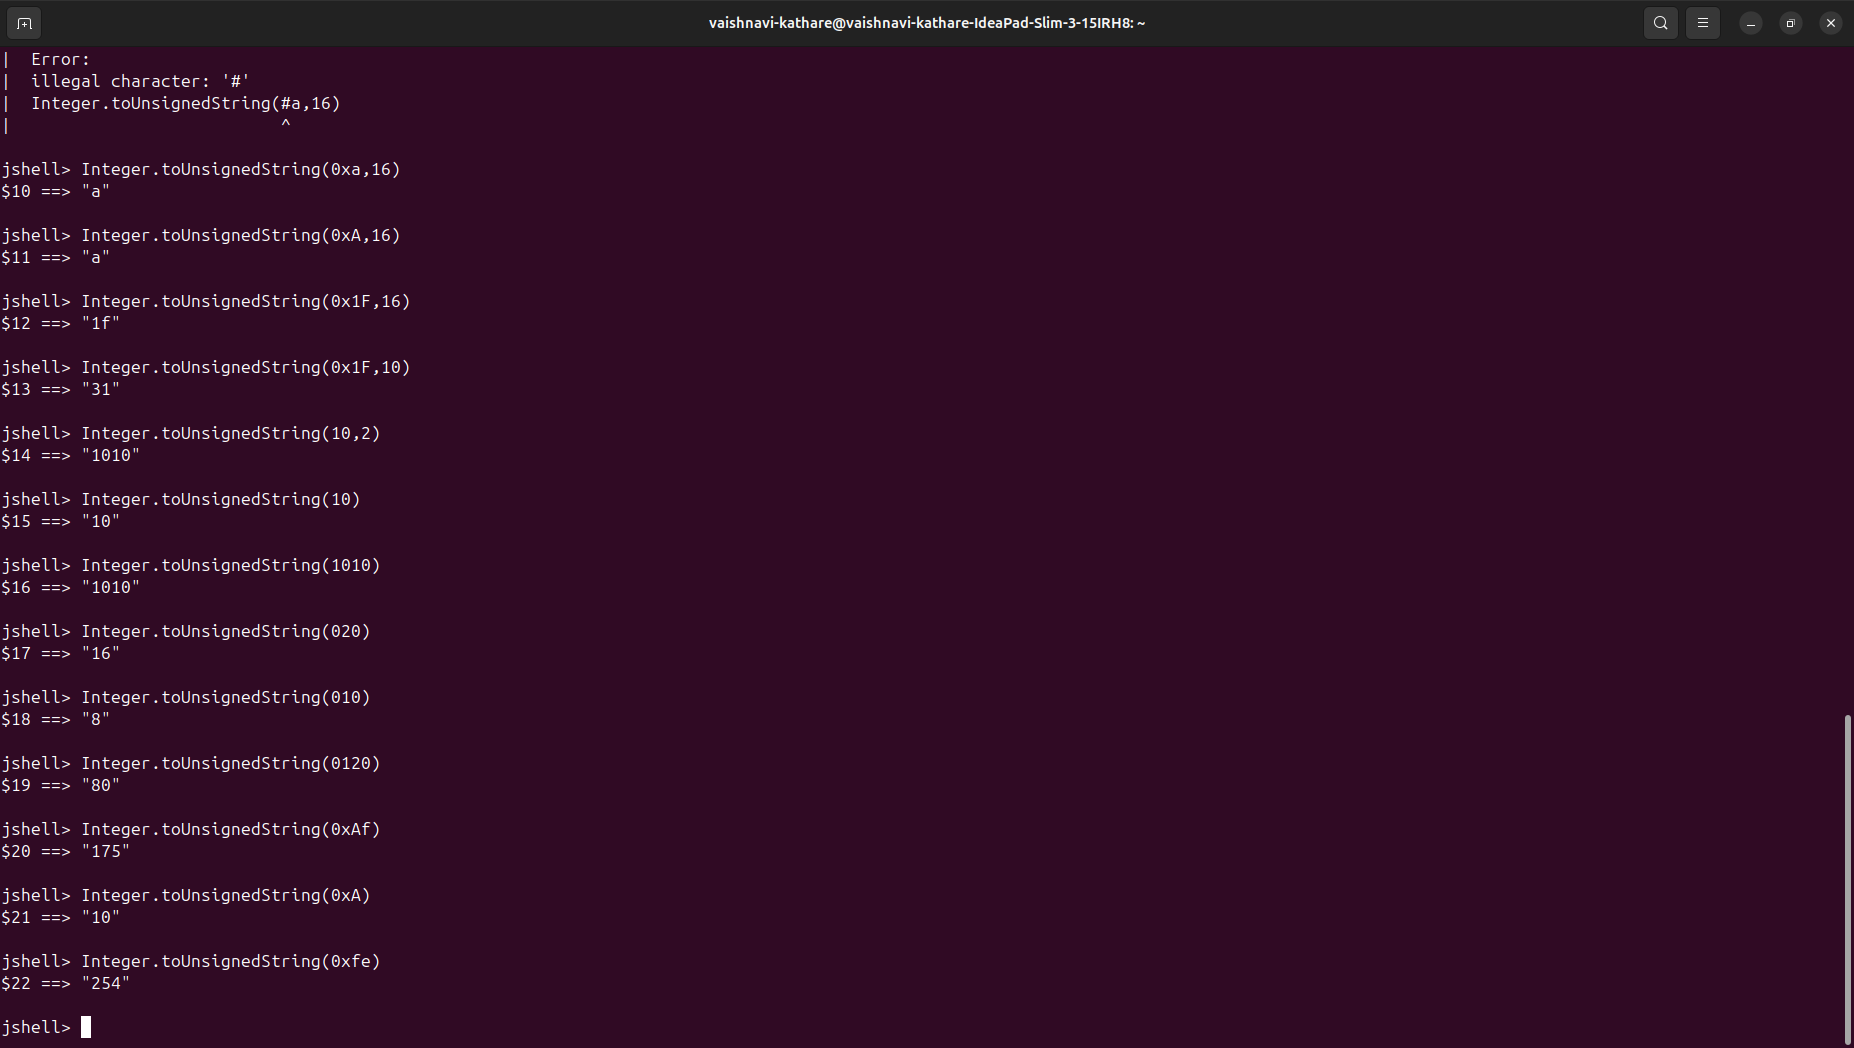 vaishnavi-kathare@vaishnavi-kathare-IdeaPad-Slim-3-15IRH8: ~
|  Error:
|  illegal character: '#'
|  Integer.toUnsignedString(#a,16)
|                           ^
jshell> Integer.toUnsignedString(0xa,16)
$10 ==> "a"
jshell> Integer.toUnsignedString(0xA,16)
$11 ==> "a"
jshell> Integer.toUnsignedString(0x1F,16)
$12 ==> "1f"
jshell> Integer.toUnsignedString(0x1F,10)
$13 ==> "31"
jshell> Integer.toUnsignedString(10,2)
$14 ==> "1010"
jshell> Integer.toUnsignedString(10)
$15 ==> "10"
jshell> Integer.toUnsignedString(1010)
$16 ==> "1010"
jshell> Integer.toUnsignedString(020)
$17 ==> "16"
jshell> Integer.toUnsignedString(010)
$18 ==> "8"
jshell> Integer.toUnsignedString(0120)
$19 ==> "80"
jshell> Integer.toUnsignedString(0xAf)
$20 ==> "175"
jshell> Integer.toUnsignedString(0xA)
$21 ==> "10"
jshell> Integer.toUnsignedString(0xfe)
$22 ==> "254"
jshell>